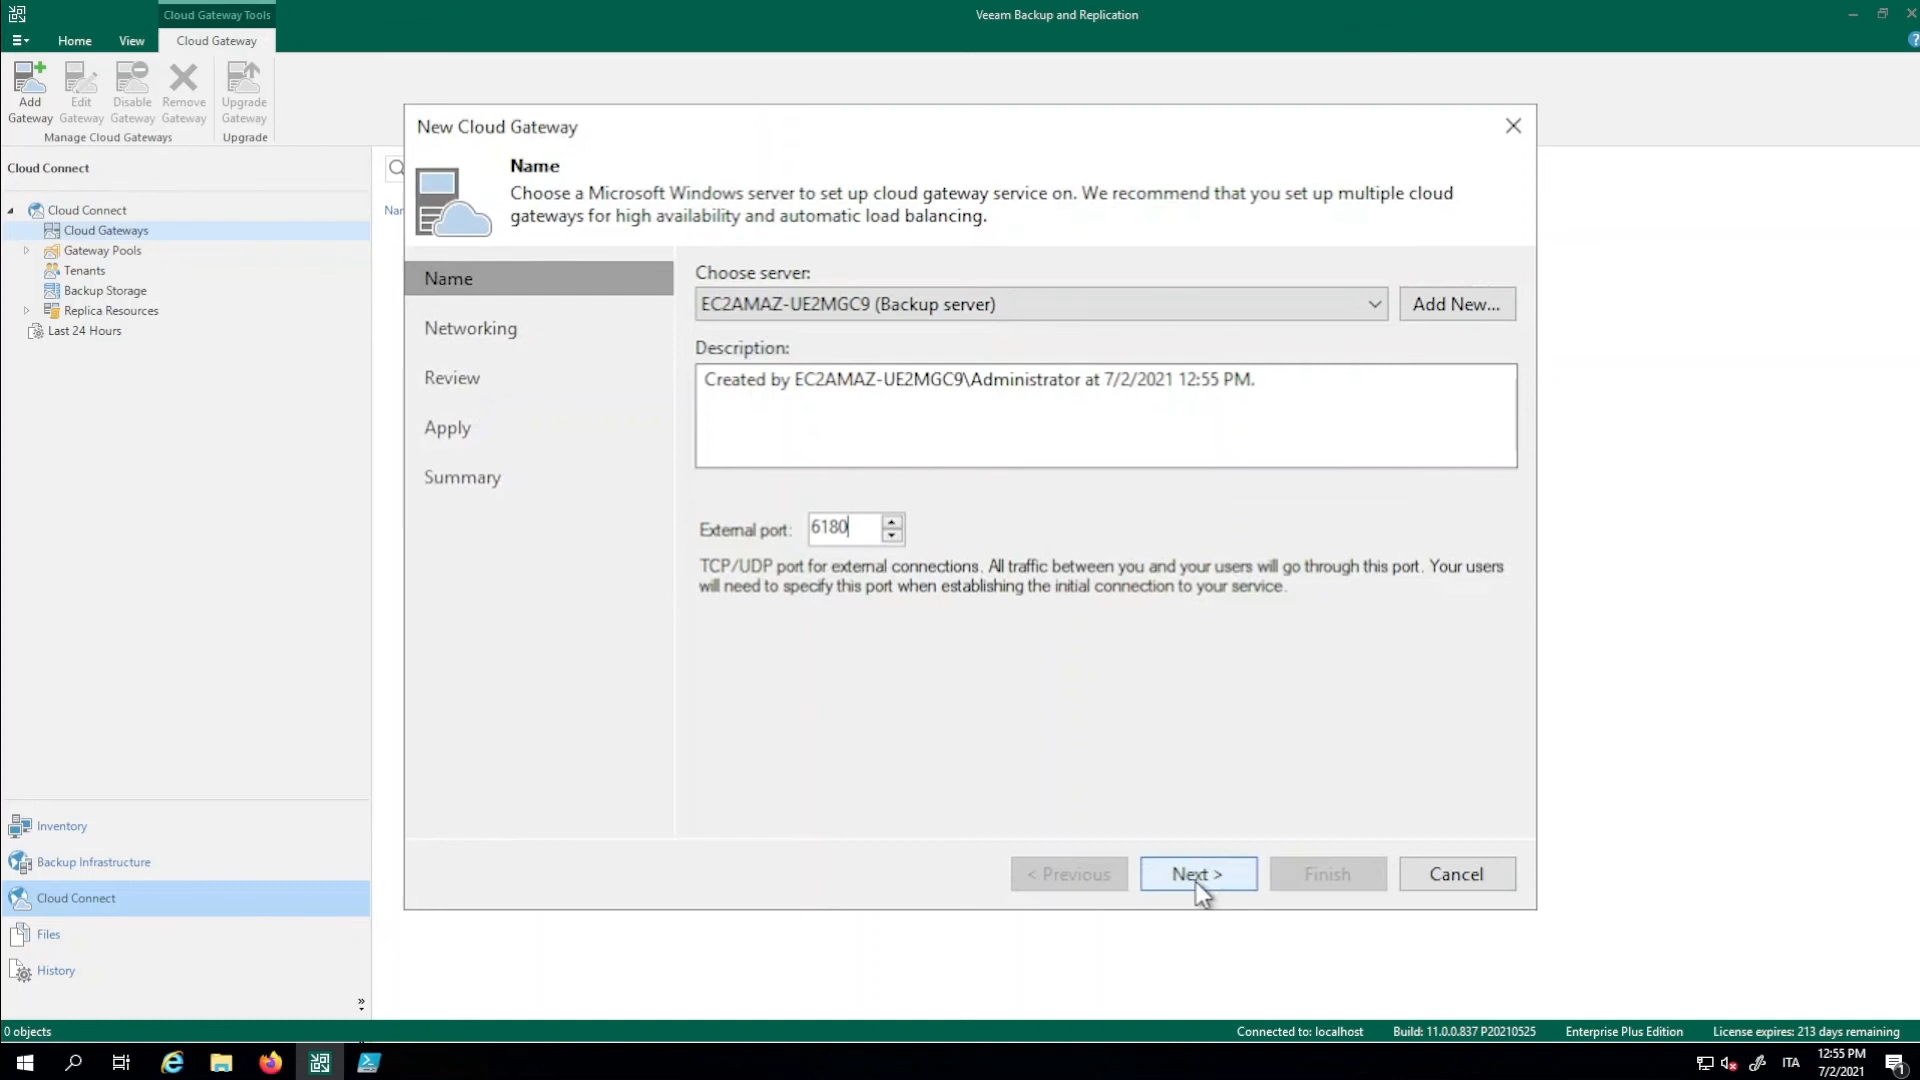 Cloud Gateway Tools
Veeam Backup and Replication
Home
View
Cloud Gateway
Add
Gateway
Edit
Gateway
Disable
Gateway
Remove
Gateway
Upgrade
Gateway
Manage Cloud Gateways
Upgrade
Cloud Connect
Cloud Connect
Cloud Gateways
Gateway Pools
Tenants
Backup Storage
Replica Resources
Last 24 Hours
New Cloud Gateway
Name
Choose a Microsoft Windows server to set up cloud gateway service on. We recommend that you set up multiple cloud
gateways for high availability and automatic load balancing.
Name
Networking
Review
Apply
Summary
Choose server:
EC2AMAZ-UE2MGC9 (Backup server)
Add New...
Description:
Created by EC2AMAZ-UE2MGC9\Administrator at 7/2/2021 12:55 PM.
External port:
6180
TCP/UDP port for external connections. All traffic between you and your users will go through this port. Your users
will need to specify this port when establishing the initial connection to your service.
< Previous
Next >
Finish
Cancel
Inventory
Backup Infrastructure
Cloud Connect
Files
History
0 objects
Connected to: localhost
Build: 11.0.0.837 P20210525
Enterprise Plus Edition
License expires: 213 days remaining
ITA
12:55 PM
7/2/2021
1